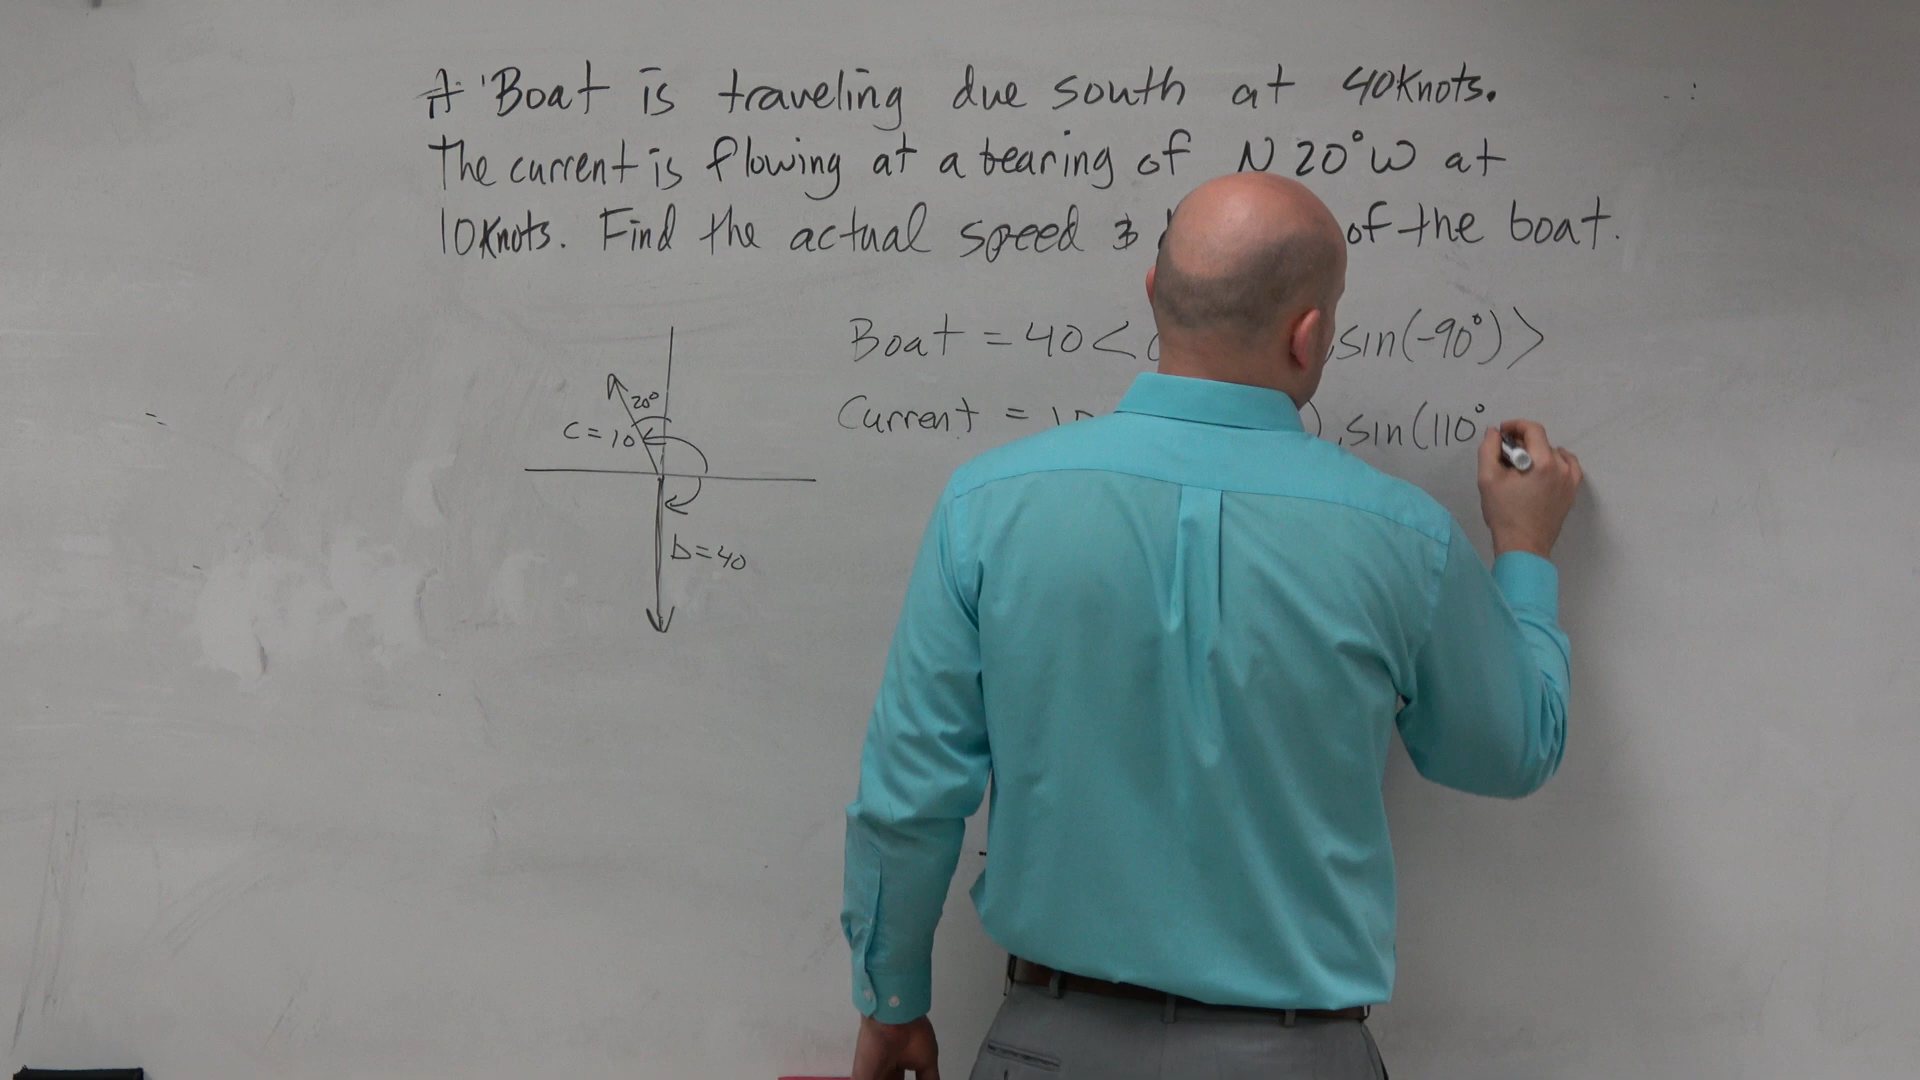 A Boat is traveling due south at 40knots.
The current is flowing at a bearing of N 20° W at
10knots. Find the actual speed & of the boat.
Boat = 40< sin(-90°)>
Current = 10 ),sin(110°
20°
c=10
b=40